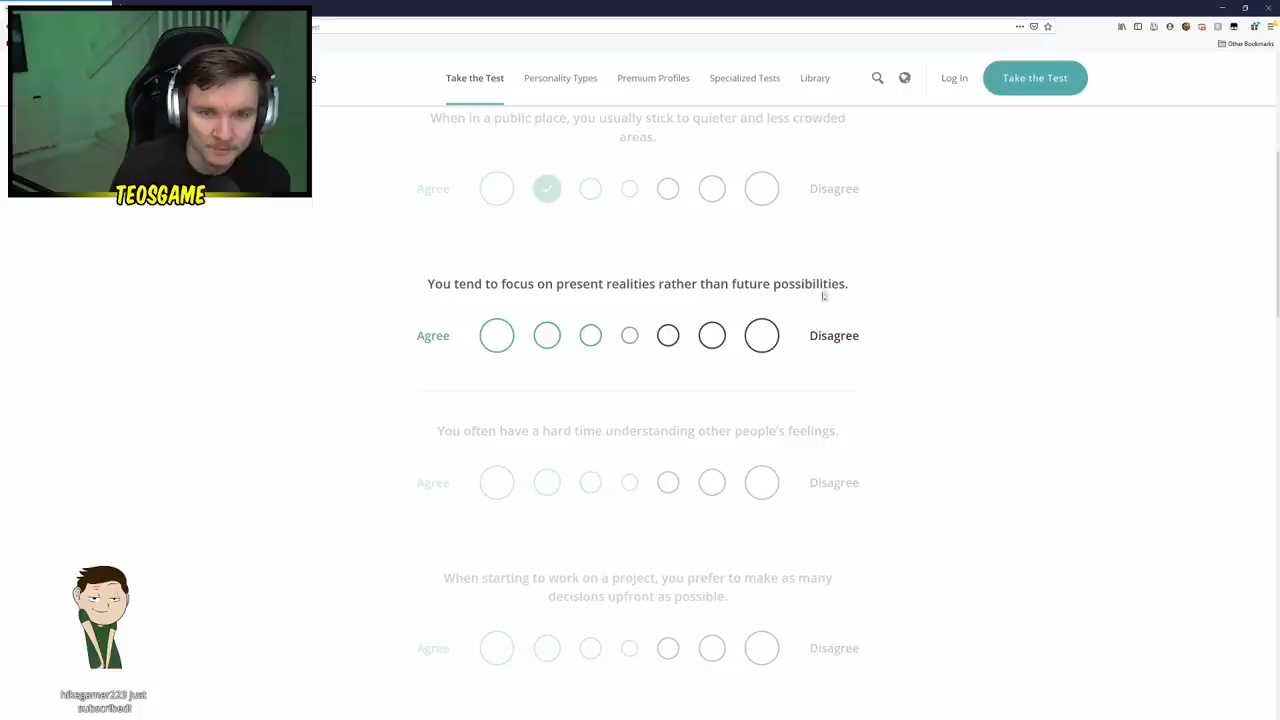 Other Bookmarks
Take the Test
Personality Types
Premium Profiles
Specialized Tests
Library
Log In
Take the Test
TEOSGAME
When in a public place, you usually stick to quieter and less crowded
areas.
Agree
Disagree
You tend to focus on present realities rather than future possibilities.
Agree
Disagree
You often have a hard time understanding other people's feelings.
Agree
Disagree
When starting to work on a project, you prefer to make as many
decisions upfront as possible.
Agree
Disagree
hikegamer223 just
subscribed!